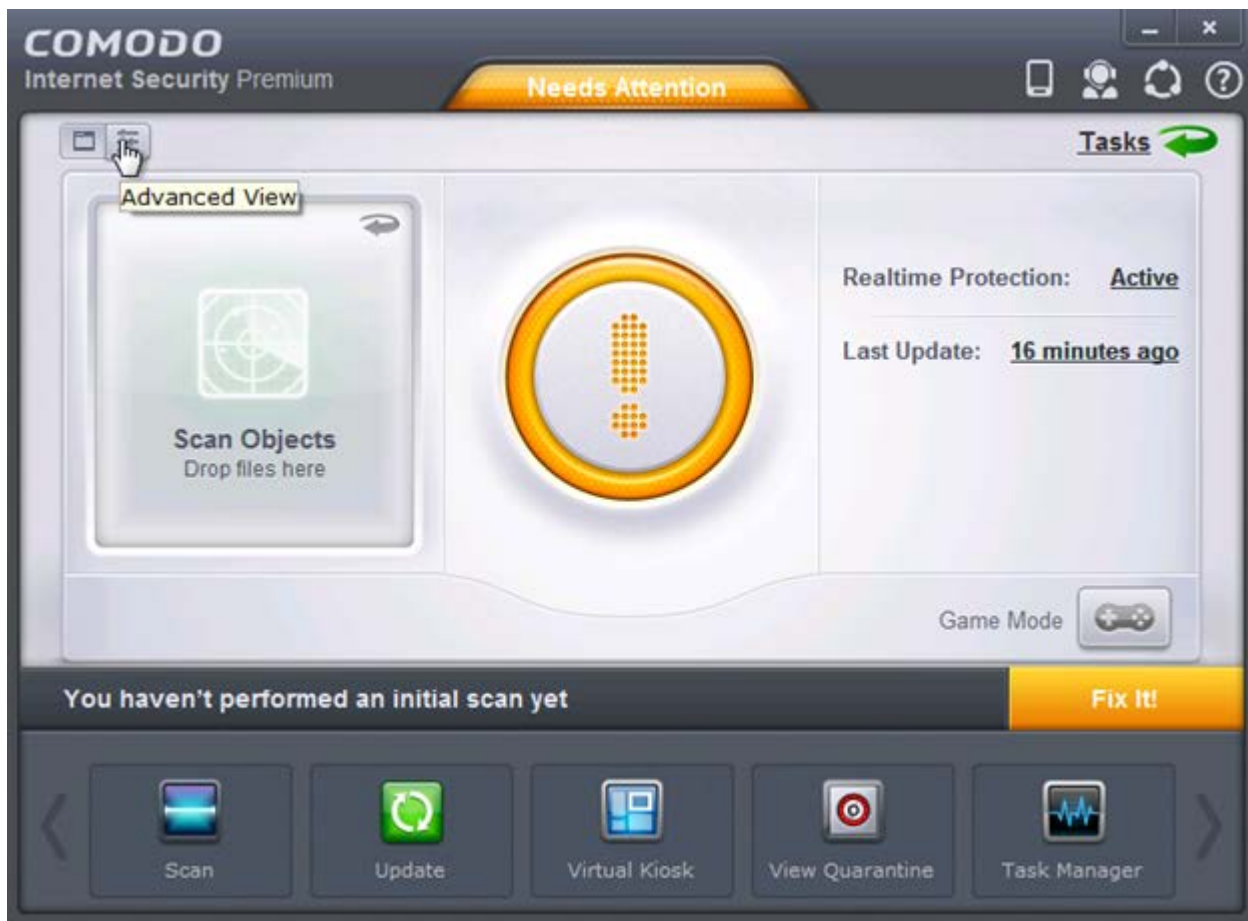 COMODO
Internet Security Premium
Needs Attention
Tasks
Advanced View
Scan Objects
Drop files here
Realtime Protection: Active
Last Update: 16 minutes ago
Game Mode
You haven't performed an initial scan yet
Fix It!
Scan
Update
Virtual Kiosk
View Quarantine
Task Manager